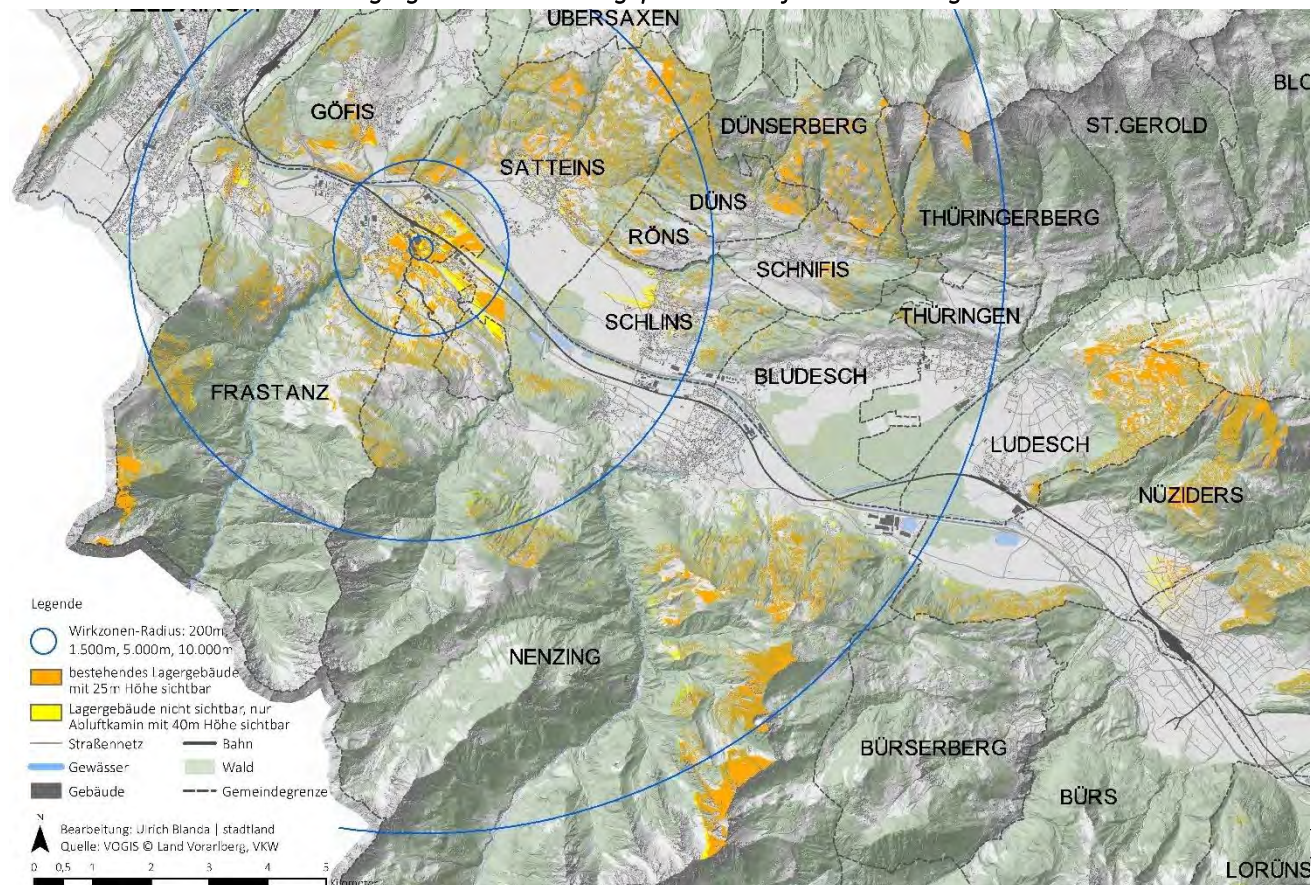 ÜBERSAXEN
GÖFIS
DÜNSERBERG
ST.GEROLD
SATTEINS
DÜNS
THÜRINGERBERG
RÖNS
SCHNIFIS
THÜRINGEN
SCHLINS
BLUDESCH
FRASTANZ
LUDESCH
NÜZIDERS
NENZING
BÜRSERBERG
BÜRS
LORÜNS
Legende
Wirkzonen-Radius: 200m,
1.500m, 5.000m, 10.000m
bestehendes Lagergebäude
mit 25m Höhe sichtbar
Lagergebäude nicht sichtbar, nur
Abluftkamin mit 40m Höhe sichtbar
Straßennetz Bahn
Gewässer Wald
Gebäude Gemeindegrenze
N
Bearbeitung: Ulrich Blanda | stadtland
Quelle: VOGIS © Land Vorarlberg, VKW
0 0,5 1 2 3 4 5
Kilometer